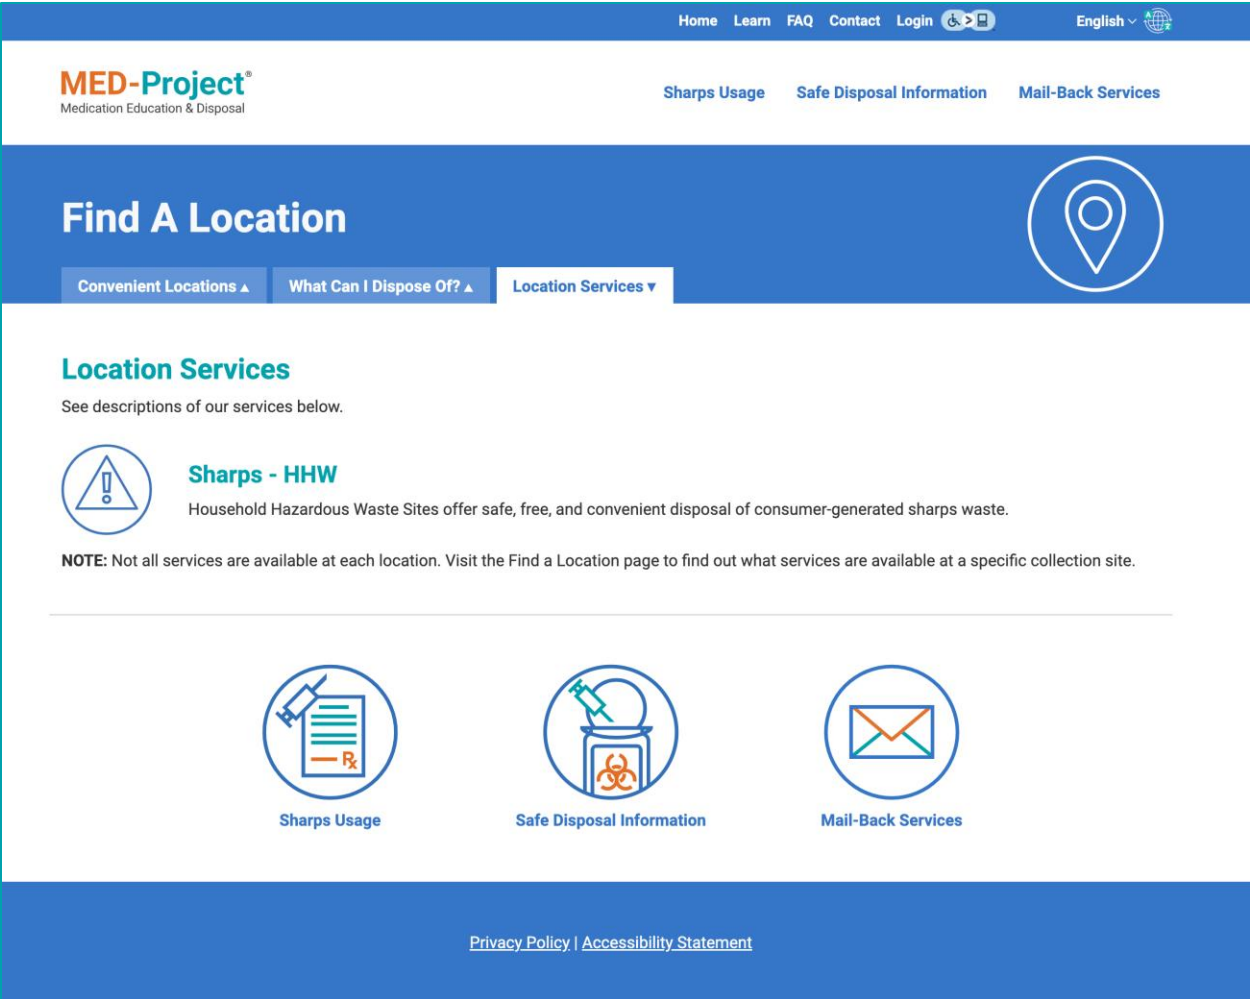 Home Learn FAQ Contact Login English
MED-Project®
Medication Education & Disposal
Sharps Usage Safe Disposal Information Mail-Back Services
Find A Location
Convenient Locations ▲ What Can I Dispose Of? ▲ Location Services ▼
Location Services
See descriptions of our services below.
Sharps - HHW
Household Hazardous Waste Sites offer safe, free, and convenient disposal of consumer-generated sharps waste.
NOTE: Not all services are available at each location. Visit the Find a Location page to find out what services are available at a specific collection site.
Rx
Sharps Usage Safe Disposal Information Mail-Back Services
Privacy Policy | Accessibility Statement